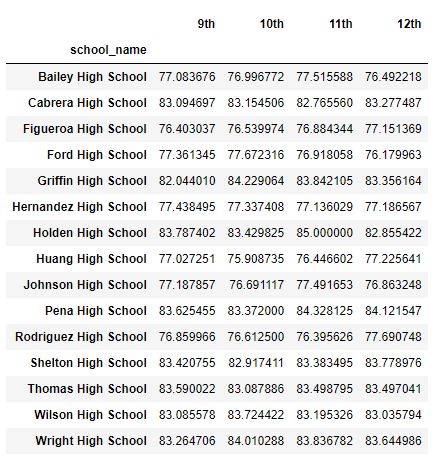 9th 10th 11th 12th
school_name
Bailey High School 77.083676 76.996772 77.515588 76.492218
Cabrera High School 83.094697 83.154506 82.765560 83.277487
Figueroa High School 76.403037 76.539974 76.884344 77.151369
Ford High School 77.361345 77.672316 76.918058 76.179963
Griffin High School 82.044010 84.229064 83.842105 83.356164
Hernandez High School 77.438495 77.337408 77.136029 77.186567
Holden High School 83.787402 83.429825 85.000000 82.855422
Huang High School 77.027251 75.908735 76.446602 77.225641
Johnson High School 77.187857 76.691117 77.491653 76.863248
Pena High School 83.625455 83.372000 84.328125 84.121547
Rodriguez High School 76.859966 76.612500 76.395626 77.690748
Shelton High School 83.420755 82.917411 83.383495 83.778976
Thomas High School 83.590022 83.087886 83.498795 83.497041
Wilson High School 83.085578 83.724422 83.195326 83.035794
Wright High School 83.264706 84.010288 83.836782 83.644986